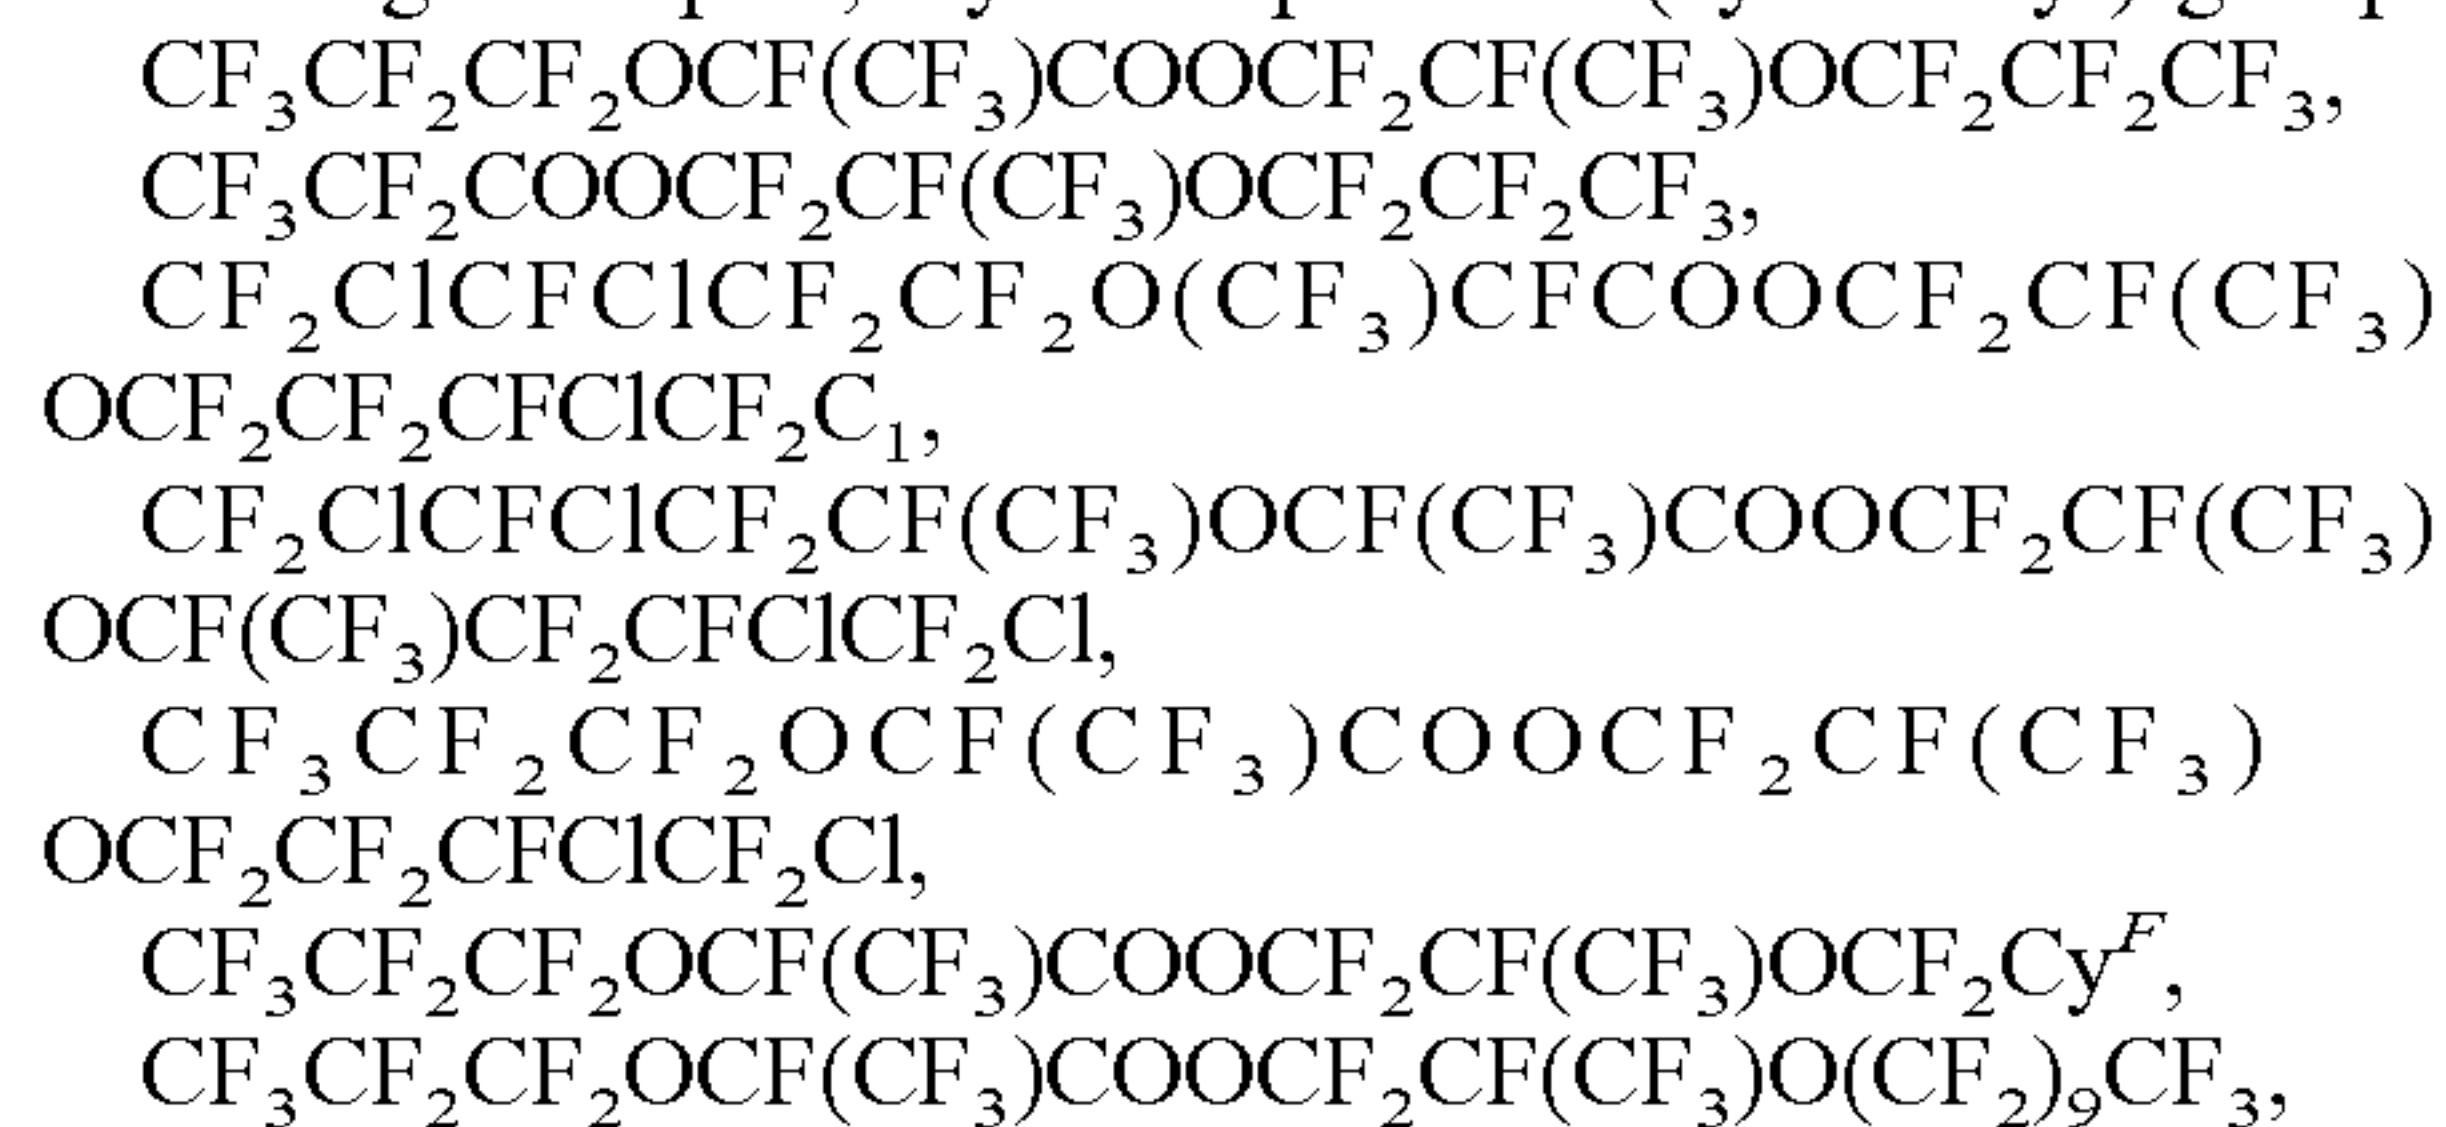 CF₃CF₂CF₂OCF(CF₃)COOCF₂CF(CF₃)OCF₂CF₂CF₃,
CF₃CF₂COOCF₂CF(CF₃)OCF₂CF₂CF₃,
CF₂ClCFClCF₂CF₂O(CF₃)CFCOOCF₂CF(CF₃)
OCF₂CF₂CFClCF₂C₁,
CF₂ClCFClCF₂CF(CF₃)OCF(CF₃)COOCF₂CF(CF₃)
OCF(CF₃)CF₂CFClCF₂Cl,
CF₃CF₂CF₂OCF(CF₃)COOCF₂CF(CF₃)
OCF₂CF₂CFClCF₂Cl,
CF₃CF₂CF₂OCF(CF₃)COOCF₂CF(CF₃)OCF₂Cyᶠ,
CF₃CF₂CF₂OCF(CF₃)COOCF₂CF(CF₃)O(CF₂)₉CF₃,